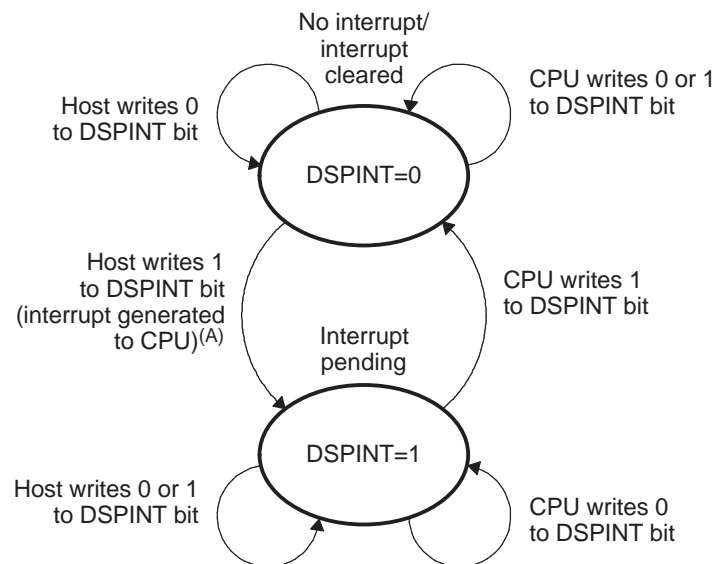 No interrupt/
interrupt
cleared
Host writes 0
to DSPINT bit
CPU writes 0 or 1
to DSPINT bit
DSPINT=0
Host writes 1
to DSPINT bit
(interrupt generated
to CPU)(A)
CPU writes 1
to DSPINT bit
Interrupt
pending
DSPINT=1
Host writes 0 or 1
to DSPINT bit
CPU writes 0
to DSPINT bit